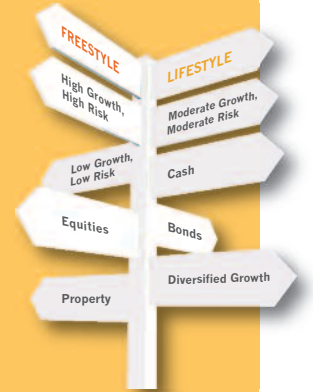 FREESTYLE
LIFESTYLE
High Growth,
High Risk
Moderate Growth,
Moderate Risk
Low Growth,
Low Risk
Cash
Equities
Bonds
Diversified Growth
Property